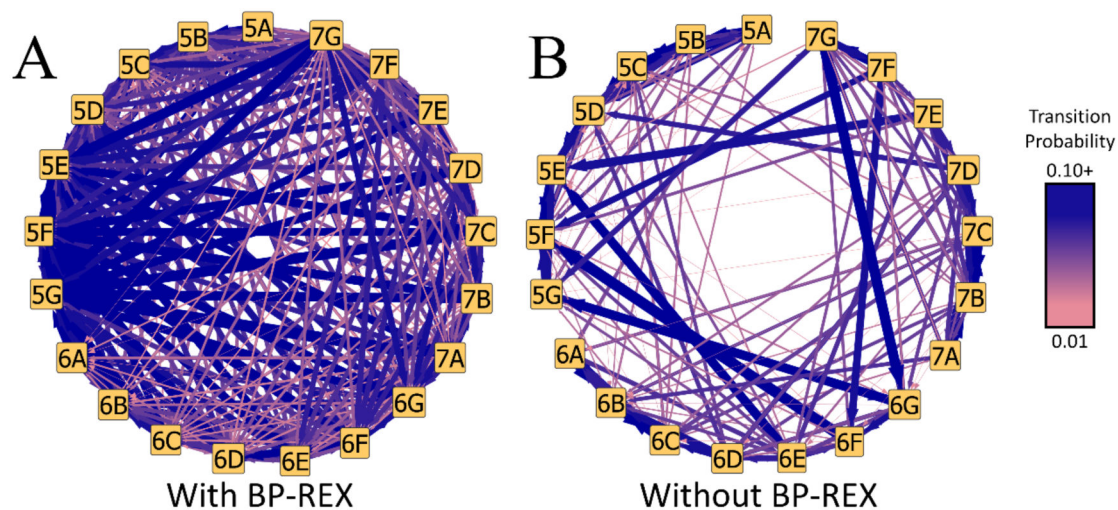 A
5A
5B
5C
5D
5E
5F
5G
6A
6B
6C
6D
6E
6F
6G
7A
7B
7C
7D
7E
7F
7G
With BP-REX
B
5A
5B
5C
5D
5E
5F
5G
6A
6B
6C
6D
6E
6F
6G
7A
7B
7C
7D
7E
7F
7G
Without BP-REX
Transition
Probability
0.10+
0.01